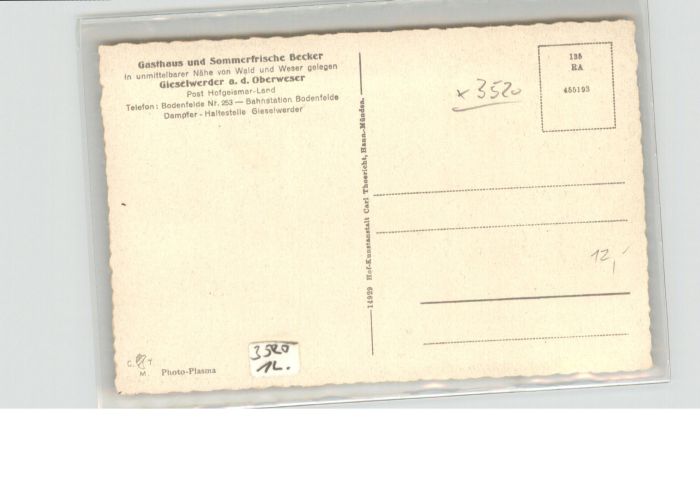 Gasthaus und Sommerfrische Becker
In unmittelbarer Nähe von Wald und Weser gelegen
Gieselwerder a. d. Oberweser
Post Hofgeismar-Land
Telefon: Bodenfelde Nr. 253 — Bahnstation Bodenfelde
Dampfer-Haltestelle Gieselwerder
14929 Hof-Kunstanstalt Carl Thoericht, Hann.-Münden.
x 3520
EA
455193
12,-
C. T
M.
Photo-Plasma
3520
12.